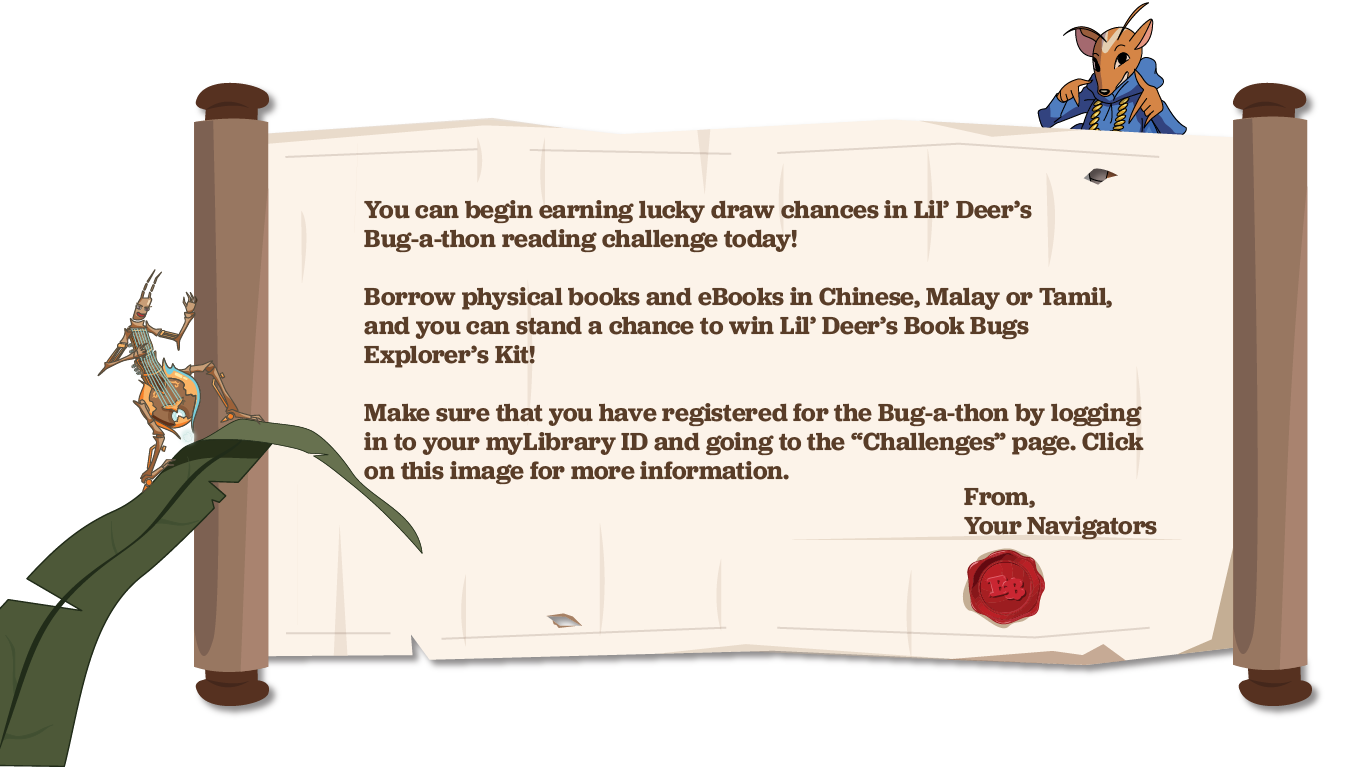 You can begin earning lucky draw chances in Lil’ Deer’s
Bug-a-thon reading challenge today!
Borrow physical books and eBooks in Chinese, Malay or Tamil,
and you can stand a chance to win Lil’ Deer’s Book Bugs
Explorer’s Kit!
Make sure that you have registered for the Bug-a-thon by logging
in to your myLibrary ID and going to the “Challenges” page. Click
on this image for more information.
From,
Your Navigators
EB